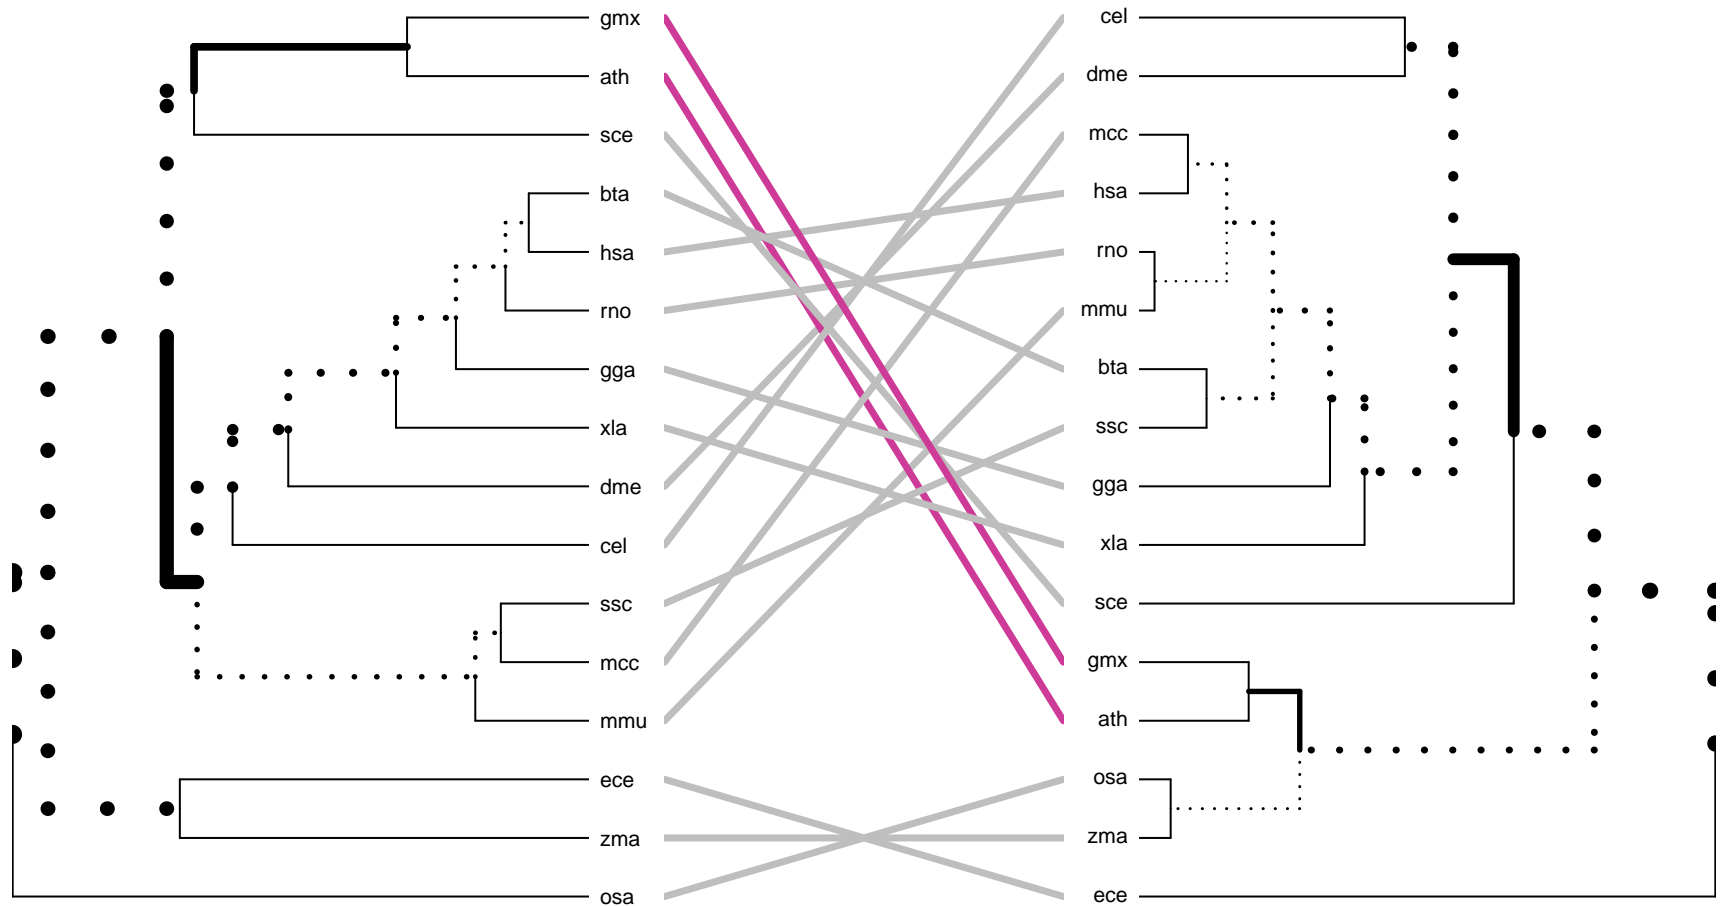 gmx
ath
sce
bta
hsa
rno
gga
xla
dme
cel
ssc
mcc
mmu
ece
zma
osa
cel
dme
mcc
hsa
rno
mmu
bta
ssc
gga
xla
sce
gmx
ath
osa
zma
ece